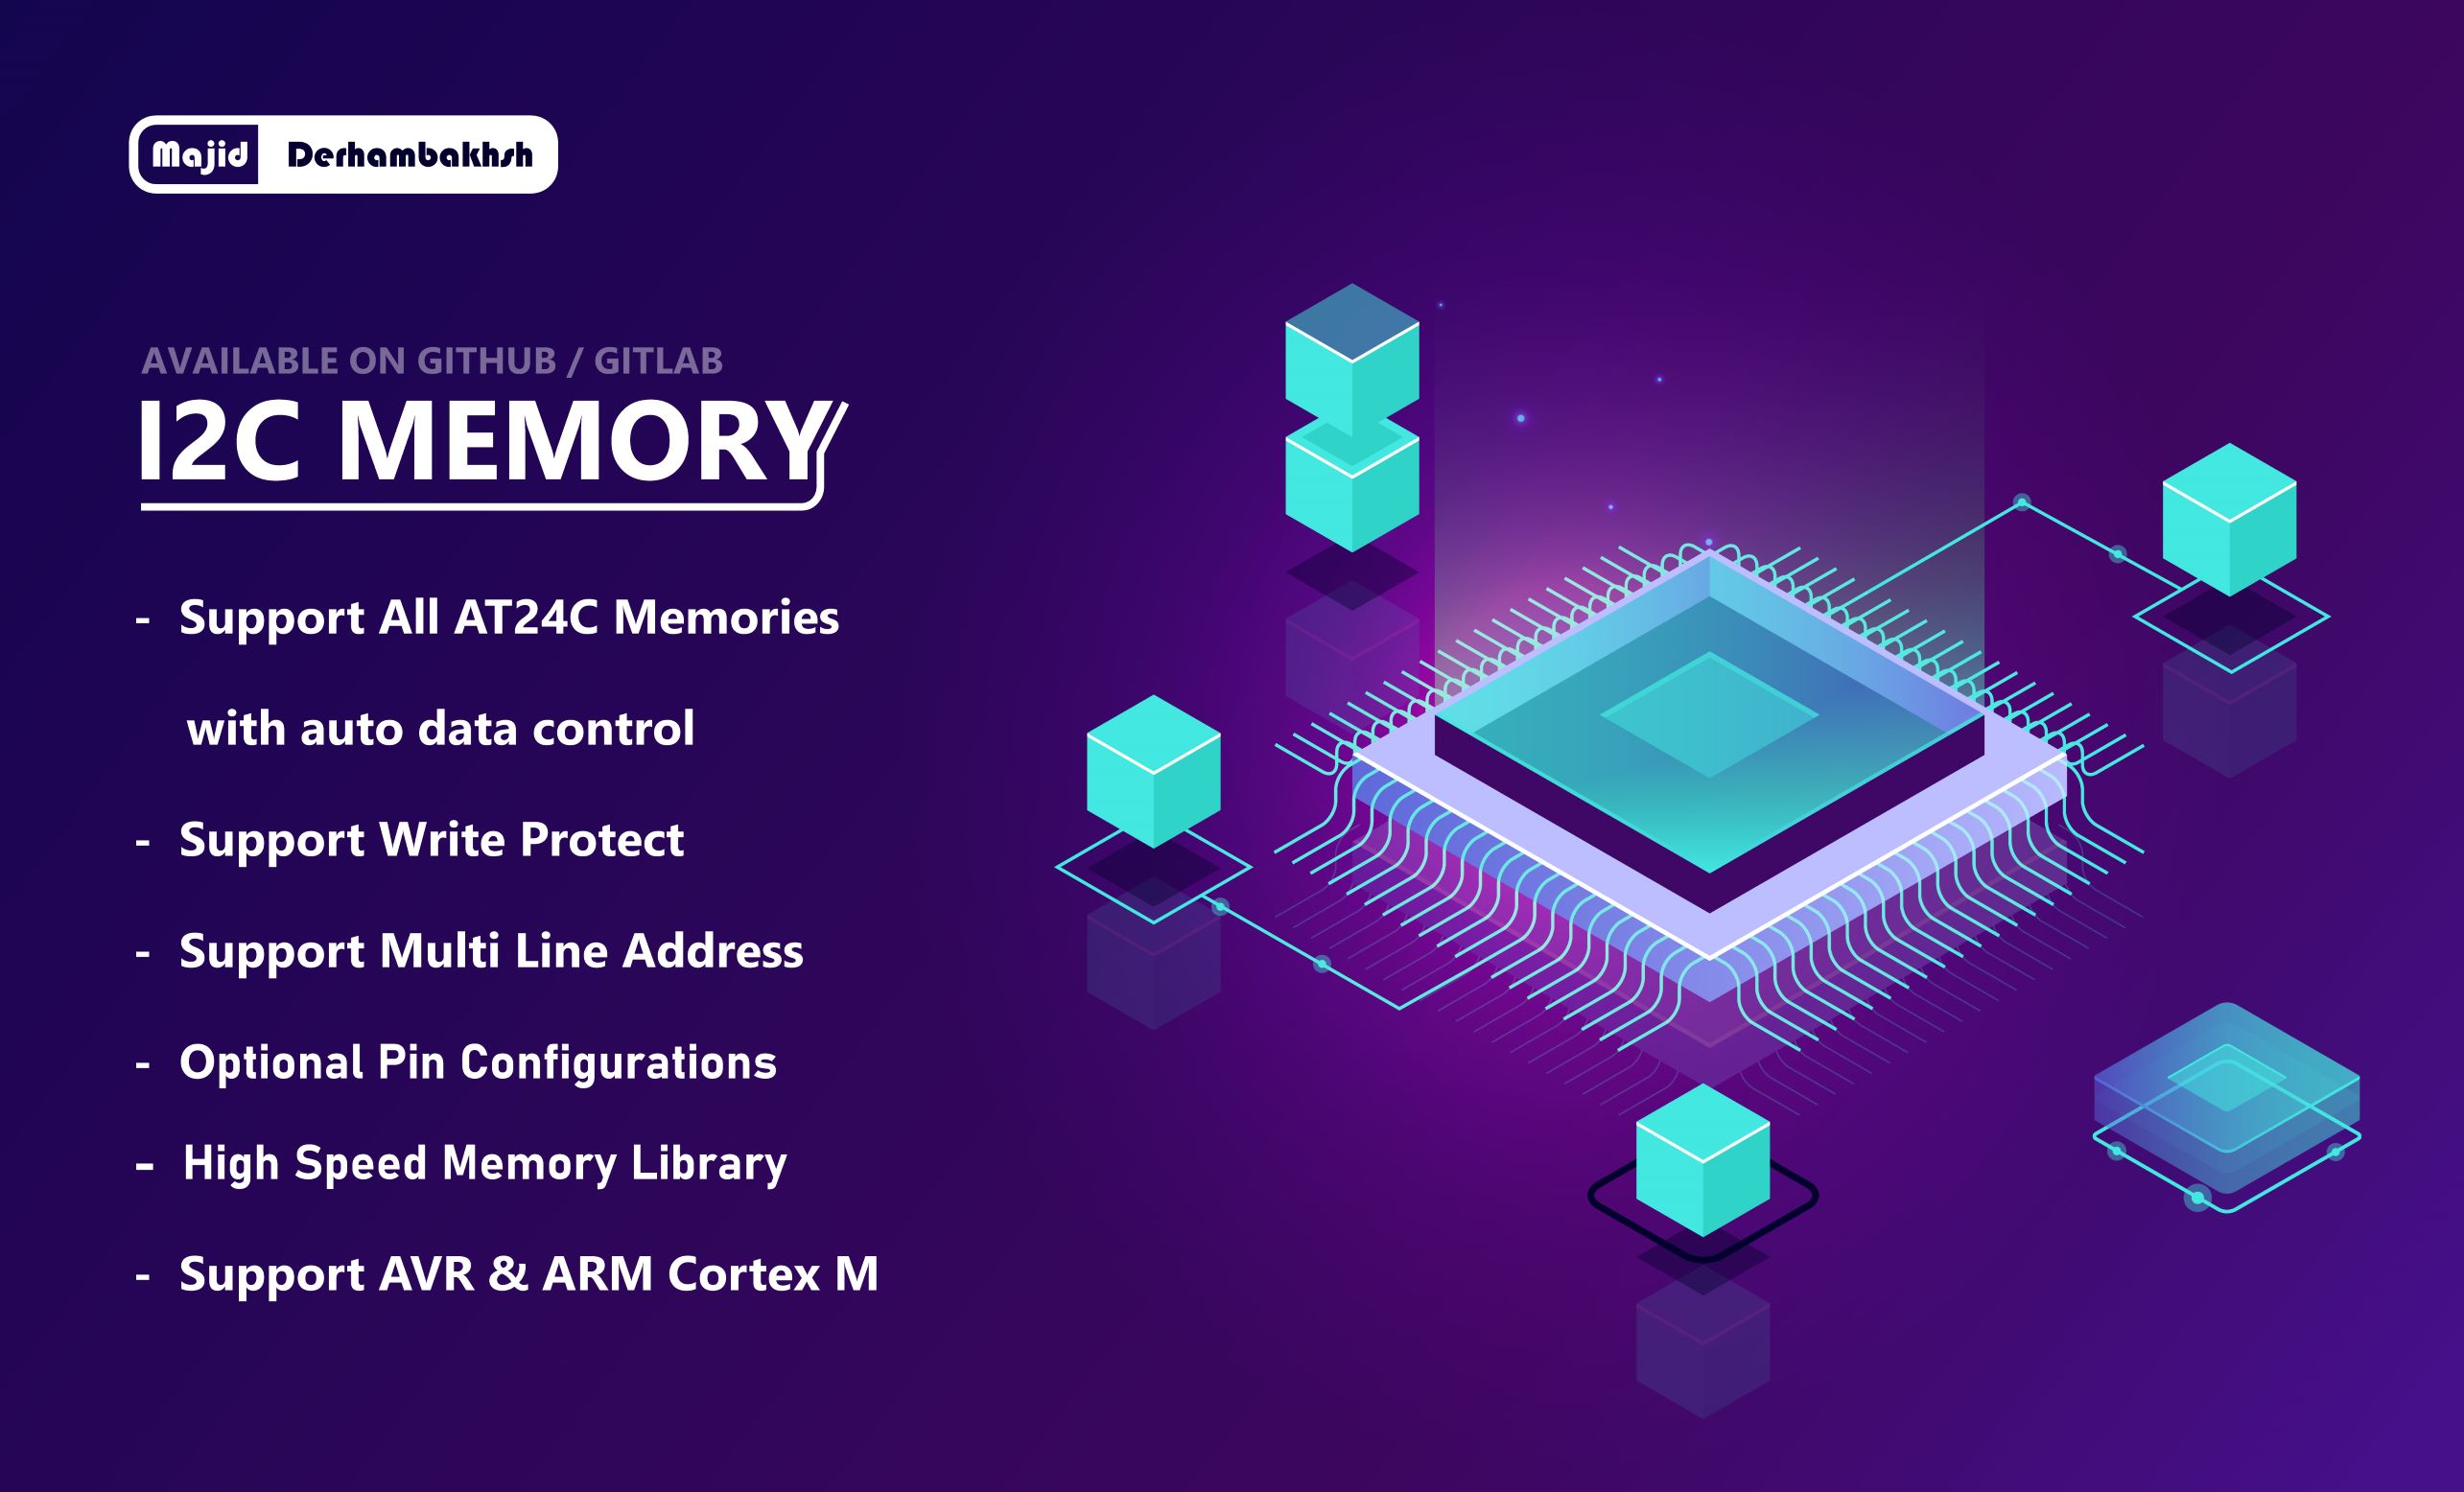 Majid Derhambakhsh
AVAILABLE ON GITHUB / GITLAB
I2C MEMORY
- Support All AT24C Memories
with auto data control
- Support Write Protect
- Support Multi Line Address
- Optional Pin Configurations
- High Speed Memory Library
- Support AVR & ARM Cortex M